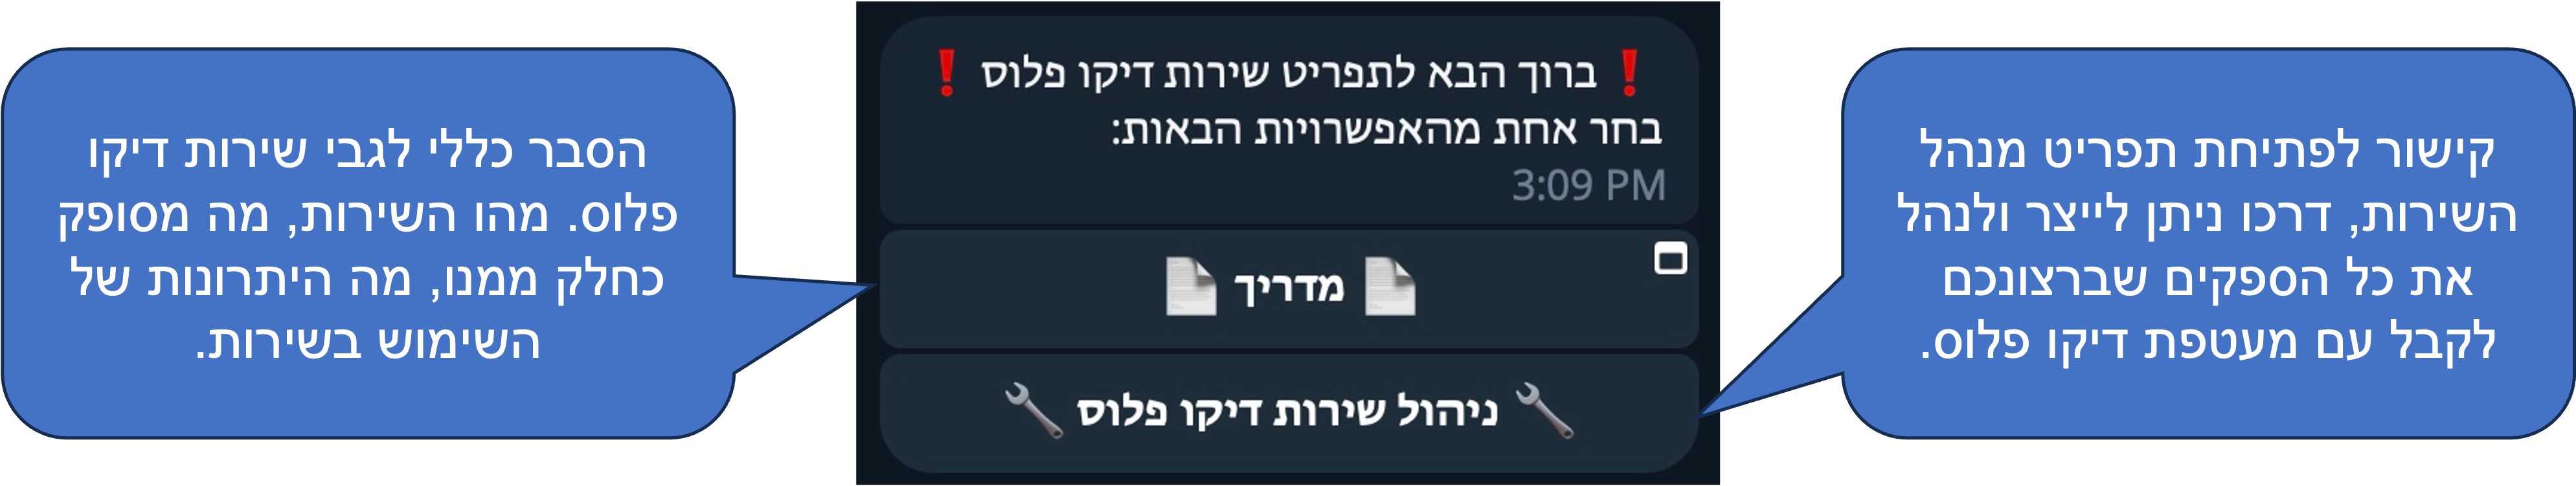 ❗ ברוך הבא לתפריט שירות דיקו פלוס ❗
בחר אחת מהאפשרויות הבאות:
3:09 PM
📄 מדריך 📄
🔧 ניהול שירות דיקו פלוס 🔧
קישור לפתיחת תפריט מנהל
השירות, דרכו ניתן לייצר ולנהל
את כל הספקים שברצונכם
לקבל עם מעטפת דיקו פלוס.
הסבר כללי לגבי שירות דיקו
פלוס. מהו השירות, מה מסופק
כחלק ממנו, מה היתרונות של
השימוש בשירות.